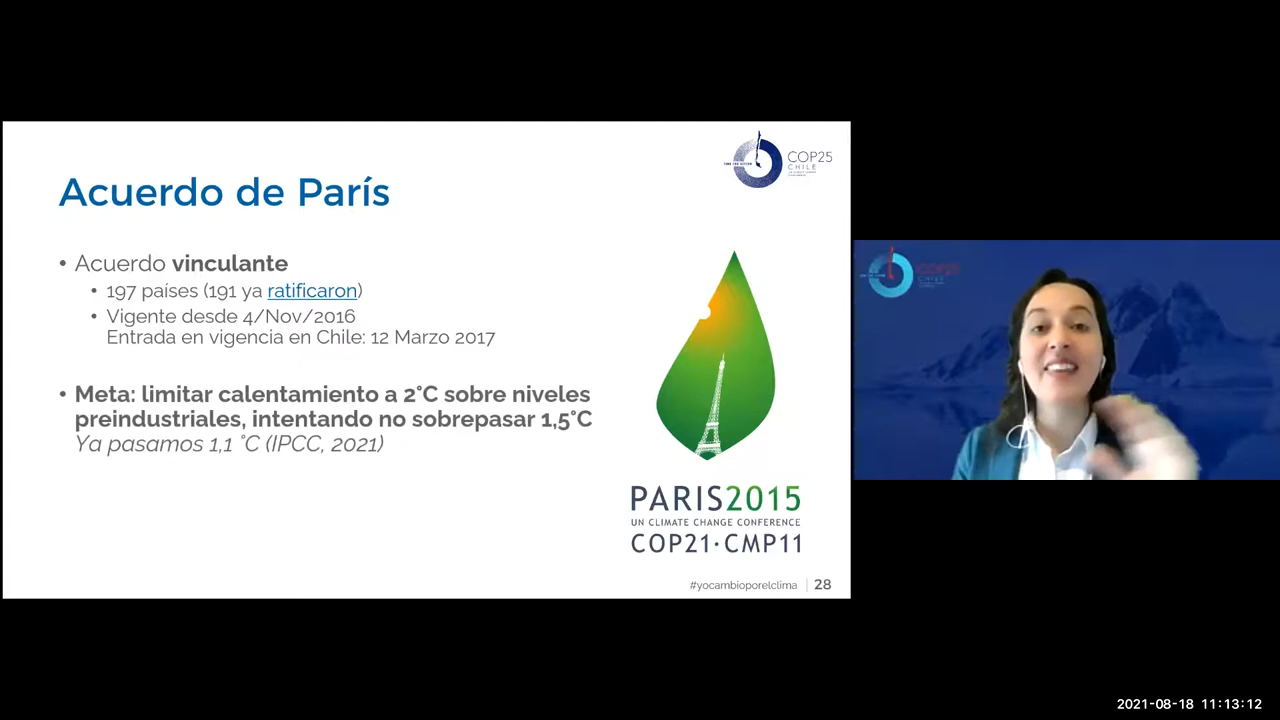 COP25
CHILE
Acuerdo de París
• Acuerdo vinculante
• 197 países (191 ya ratificaron)
• Vigente desde 4/Nov/2016
Entrada en vigencia en Chile: 12 Marzo 2017
• Meta: limitar calentamiento a 2°C sobre niveles
preindustriales, intentando no sobrepasar 1,5°C
Ya pasamos 1,1 °C (IPCC, 2021)
PARIS2015
UN CLIMATE CHANGE CONFERENCE
COP21·CMP11
#yocambioporelclima | 28
COP25
CHILE
2021-08-18 11:13:12